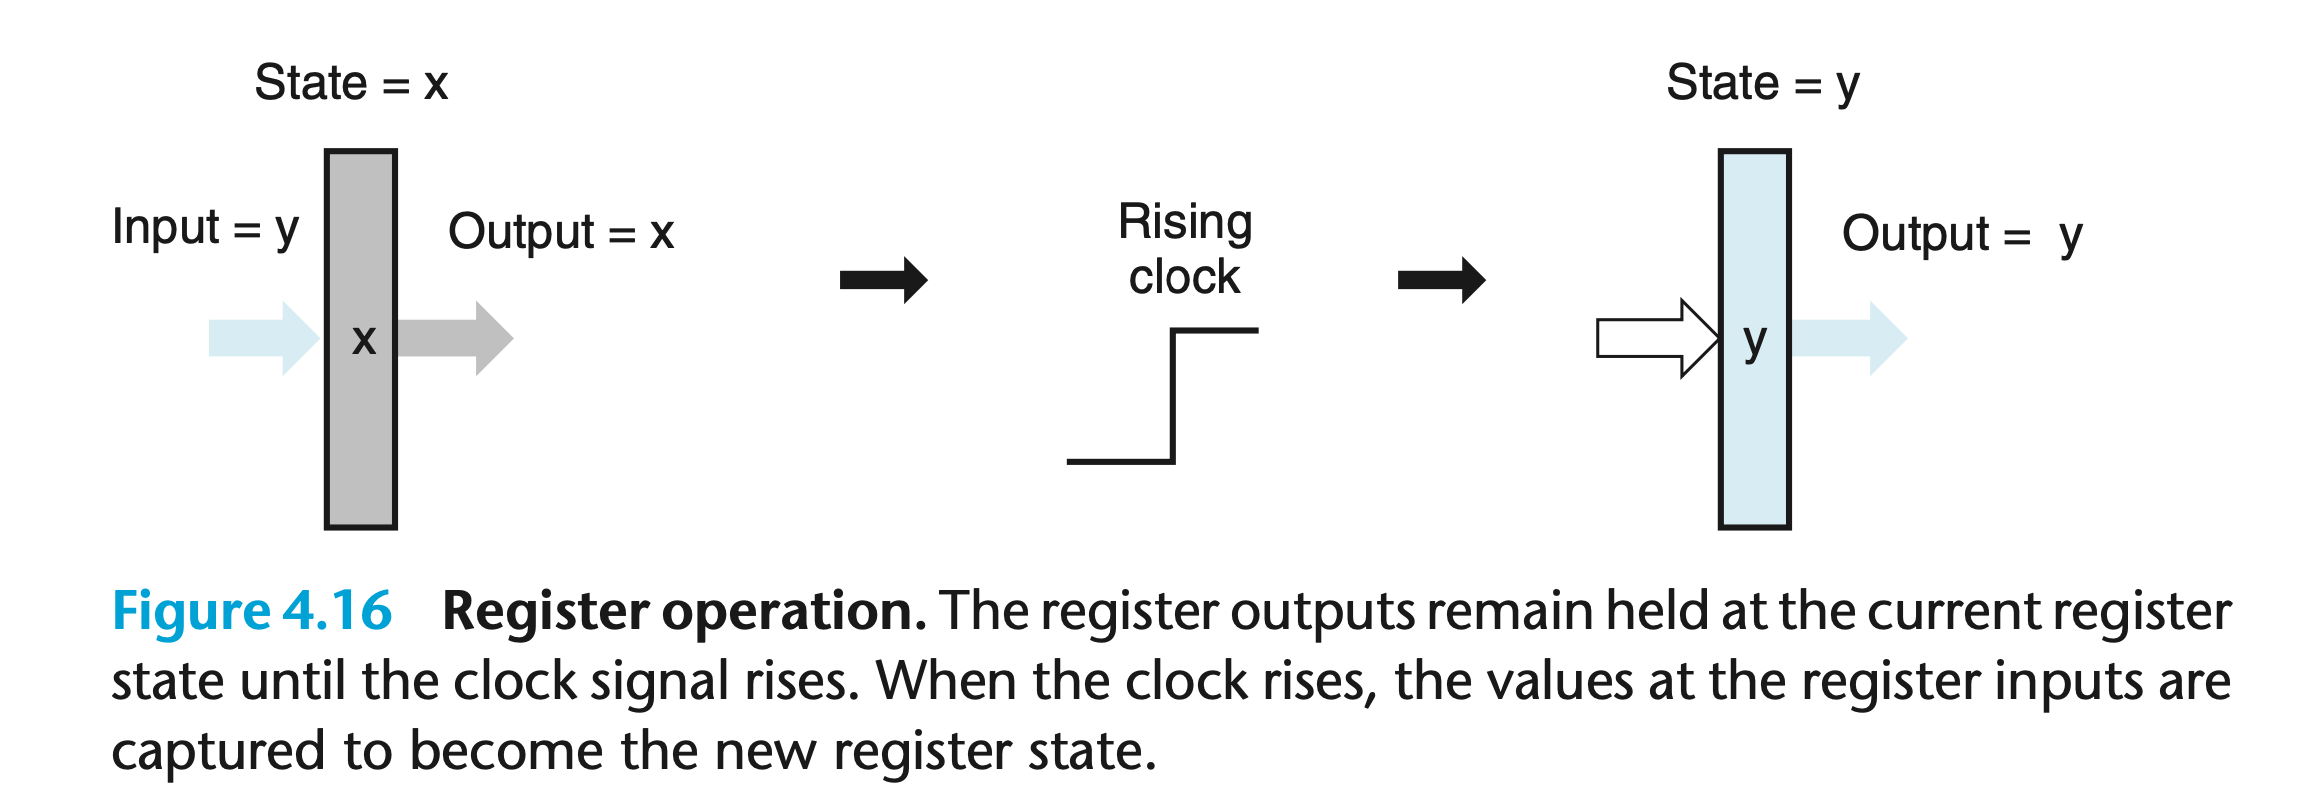 State = x
Input = y
Output = x
x
Rising
clock
State = y
Output = y
y
Figure 4.16 Register operation. The register outputs remain held at the current register
state until the clock signal rises. When the clock rises, the values at the register inputs are
captured to become the new register state.